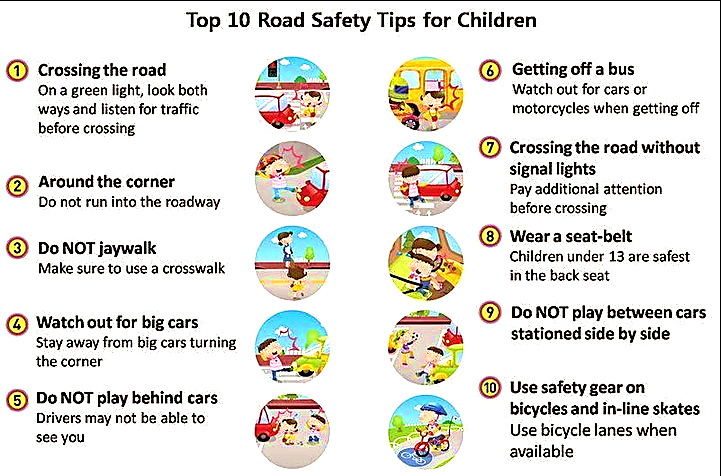 Top 10 Road Safety Tips for Children
1 Crossing the road
On a green light, look both
ways and listen for traffic
before crossing
2 Around the corner
Do not run into the roadway
3 Do NOT jaywalk
Make sure to use a crosswalk
4 Watch out for big cars
Stay away from big cars turning
the corner
5 Do NOT play behind cars
Drivers may not be able to
see you
6 Getting off a bus
Watch out for cars or
motorcycles when getting off
7 Crossing the road without
signal lights
Pay additional attention
before crossing
8 Wear a seat-belt
Children under 13 are safest
in the back seat
9 Do NOT play between cars
stationed side by side
10 Use safety gear on
bicycles and in-line skates
Use bicycle lanes when
available